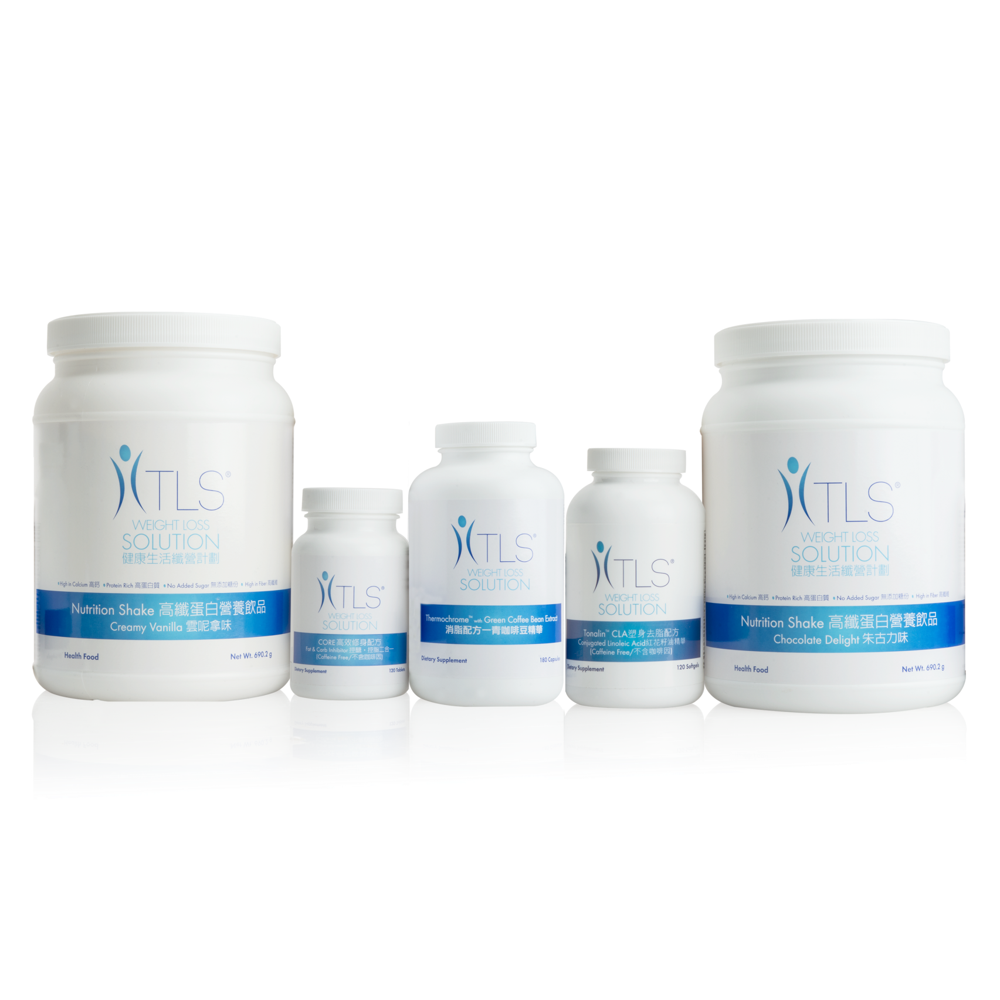 TLS®
WEIGHT LOSS
SOLUTION
健康生活纖營計劃
•High in Calcium 高鈣 •Protein Rich 高蛋白質 •No Added Sugar 無添加糖份 • High in Fiber 高纖維
Nutrition Shake 高纖蛋白營養飲品
Creamy Vanilla 雲呢拿味
Health Food
Net Wt. 690.2 g
TLS®
WEIGHT LOSS
SOLUTION
CORE高效修身配方
Fat & Carb Inhibitor 控醣、控脂二合一
(Caffeine Free/不含咖啡因)
Dietary Supplement
120 Tablets
TLS®
WEIGHT LOSS
SOLUTION
Thermochrome™ with Green Coffee Bean Extract
消脂配方—青咖啡豆精華
Dietary Supplement
180 Capsules
TLS®
WEIGHT LOSS
SOLUTION
Tonalin™ CLA塑身去脂配方
Conjugated Linoleic Acid紅花籽油精華
(Caffeine Free/不含咖啡因)
Dietary Supplement
120 Softgels
TLS®
WEIGHT LOSS
SOLUTION
健康生活纖營計劃
•High in Calcium 高鈣 •Protein Rich 高蛋白質 •No Added Sugar 無添加糖份 • High in Fiber 高纖維
Nutrition Shake 高纖蛋白營養飲品
Chocolate Delight 朱古力味
Health Food
Net Wt. 690.2 g